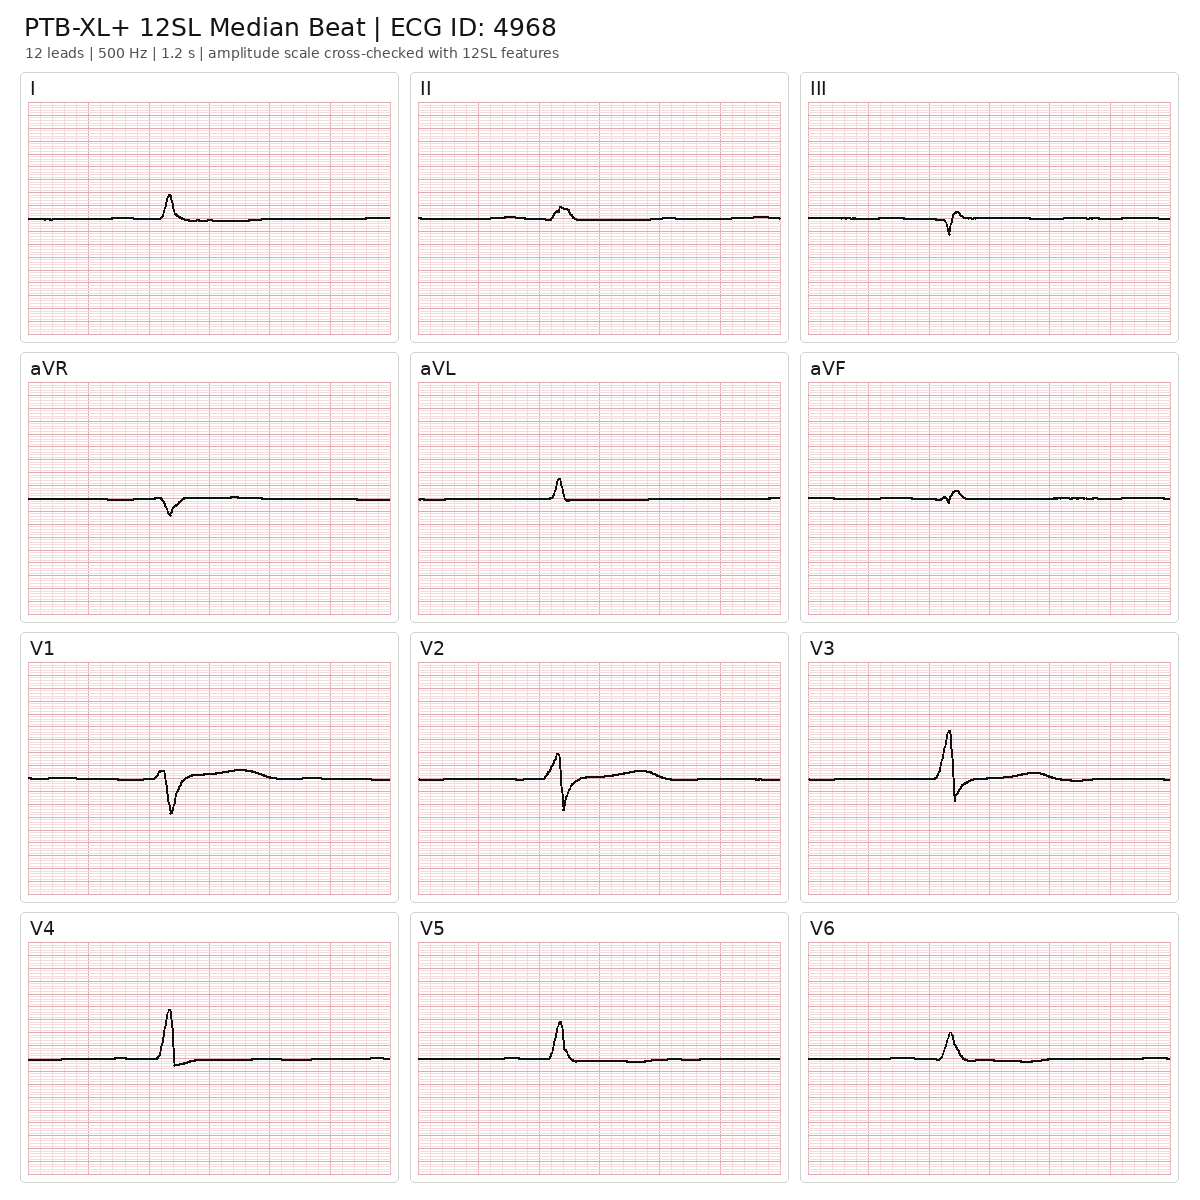 PTB-XL+ 12SL Median Beat | ECG ID: 4968
12 leads | 500 Hz | 1.2 s | amplitude scale cross-checked with 12SL features
I
II
III
aVR
aVL
aVF
V1
V2
V3
V4
V5
V6